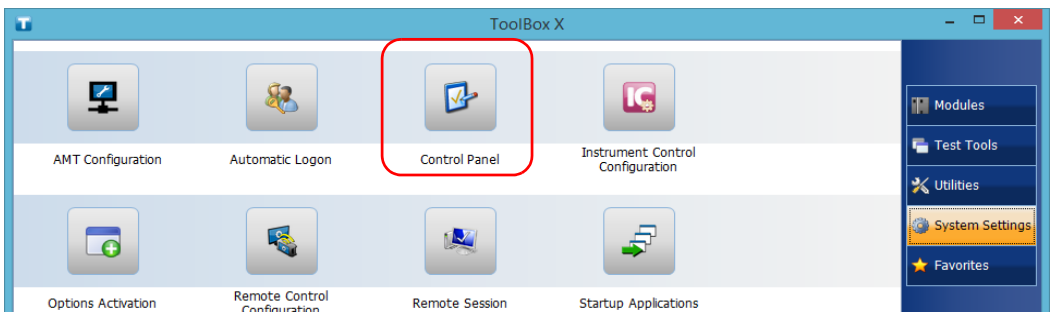 ToolBox X
AMT Configuration
Automatic Logon
Control Panel
Instrument Control
Configuration
Options Activation
Remote Control
Configuration
Remote Session
Startup Applications
Modules
Test Tools
Utilities
System Settings
Favorites